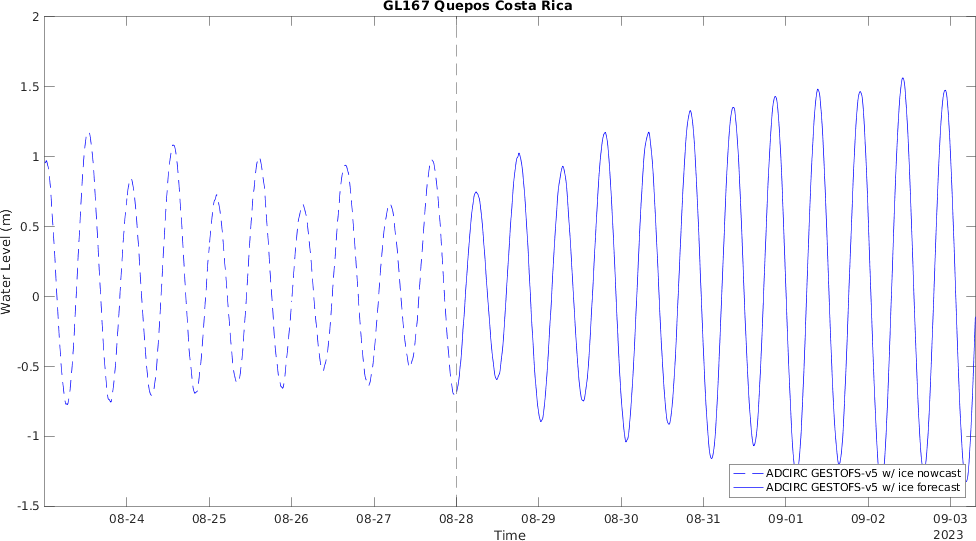 GL167 Quepos Costa Rica
2
1.5
1
0.5
0
-0.5
-1
-1.5
Water Level (m)
ADCIRC GESTOFS-v5 w/ ice nowcast
ADCIRC GESTOFS-v5 w/ ice forecast
08-24 08-25 08-26 08-27 08-28 08-29 08-30 08-31 09-01 09-02 09-03
Time
2023